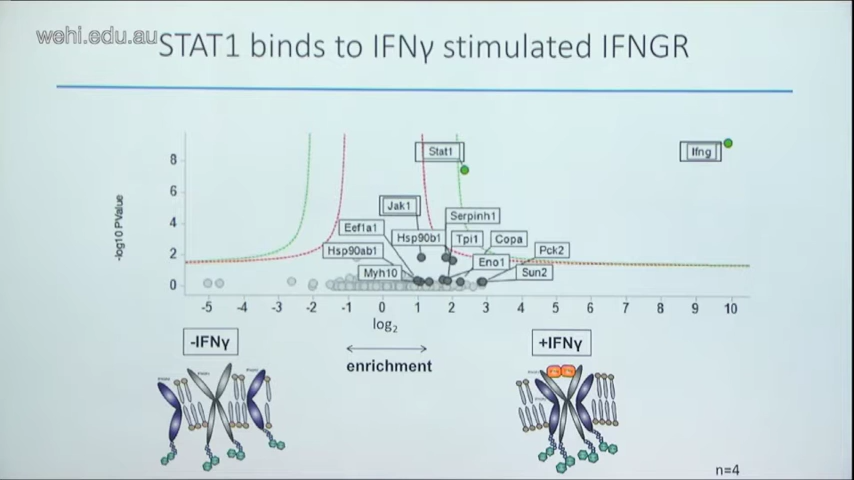 wehi.edu.au
STAT1 binds to IFNγ stimulated IFNGR
-log10 PValue
8
6
4
2
0
Stat1
Ifng
Jak1
Serpinh1
Eef1a1
Hsp90b1
Tpi1
Copa
Hsp90ab1
Pck2
Eno1
Myh10
Sun2
-5 -4 -3 -2 -1 0 1 2 3 4 5 6 7 8 9 10
log2
-IFNγ
+IFNγ
enrichment
n=4